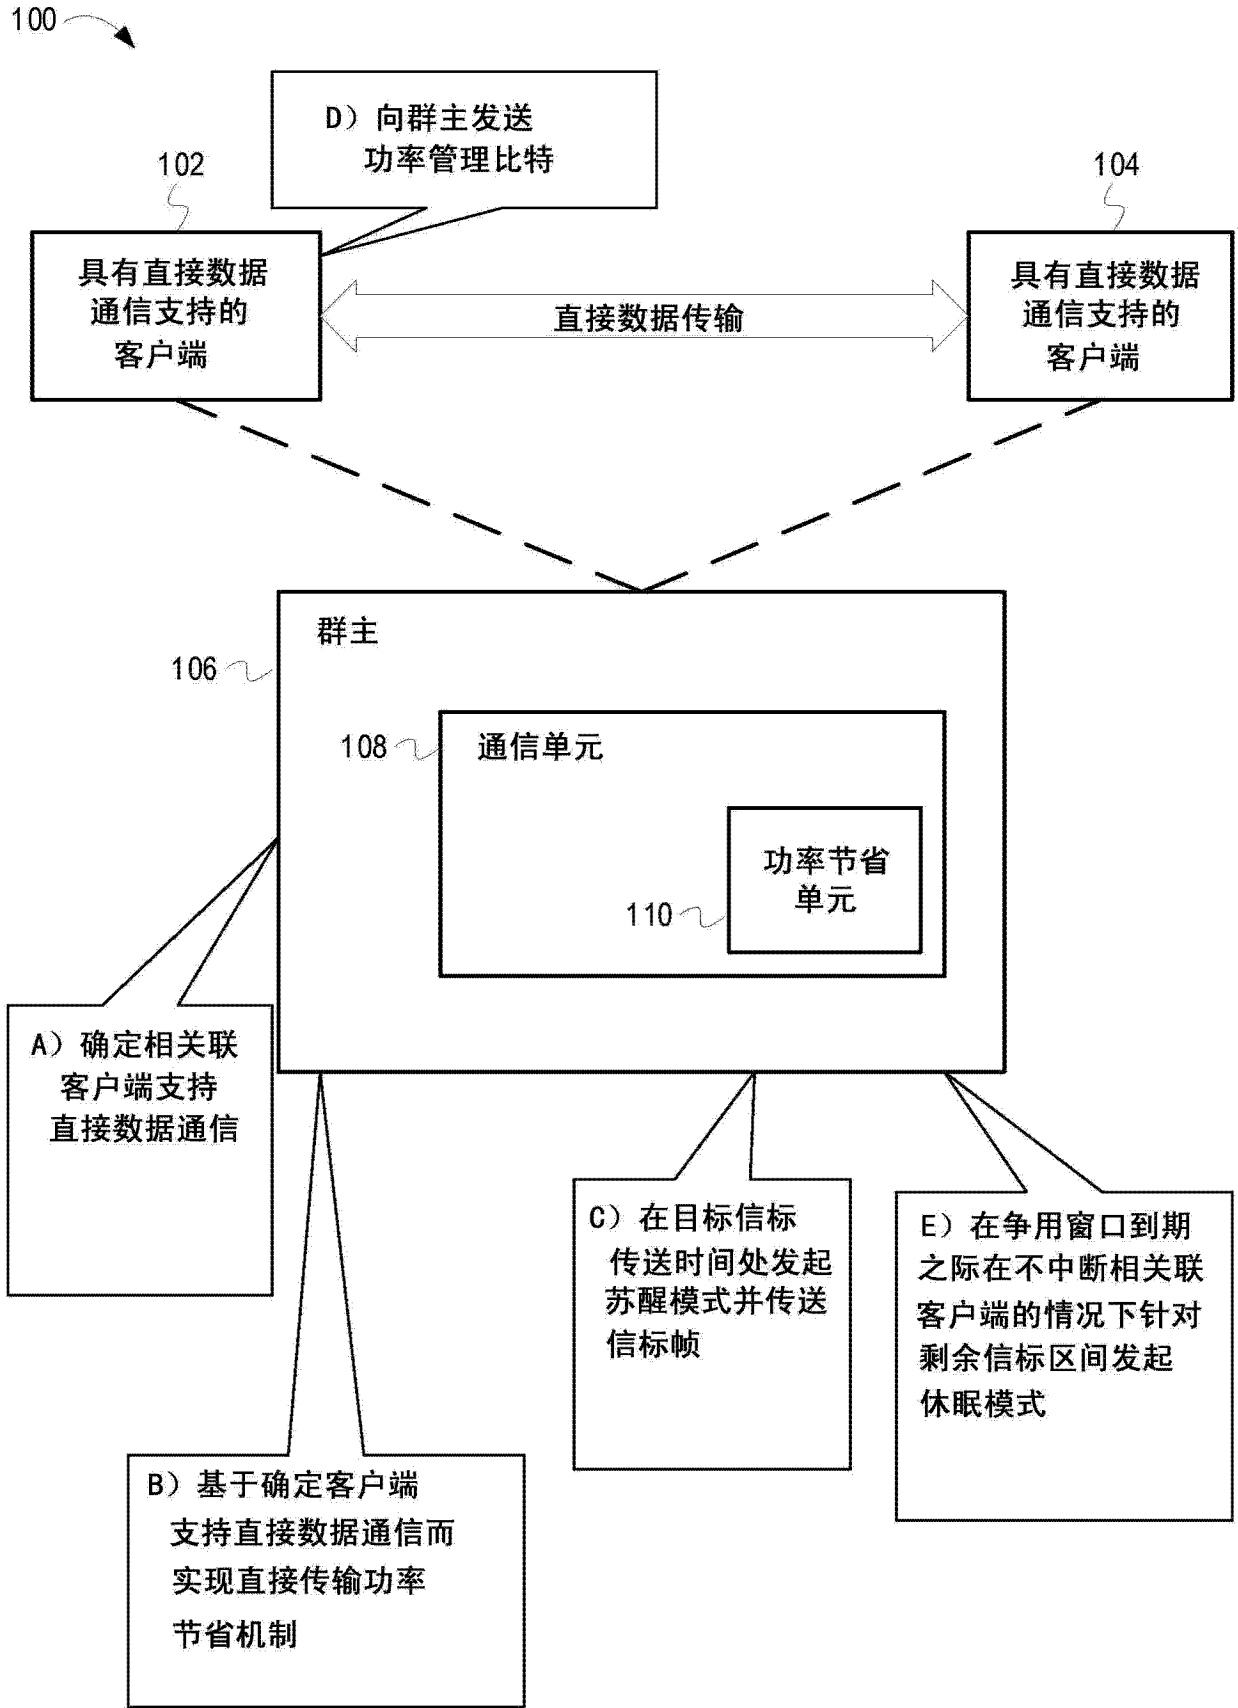 100
D）向群主发送
功率管理比特
102
104
具有直接数据
通信支持的
客户端
直接数据传输
具有直接数据
通信支持的
客户端
群主
106
108
通信单元
功率节省
单元
110
A）确定相关联
客户端支持
直接数据通信
C）在目标信标
传送时间处发起
苏醒模式并传送
信标帧
E）在争用窗口到期
之际在不中断相关联
客户端的情况下针对
剩余信标区间发起
休眠模式
B）基于确定客户端
支持直接数据通信而
实现直接传输功率
节省机制